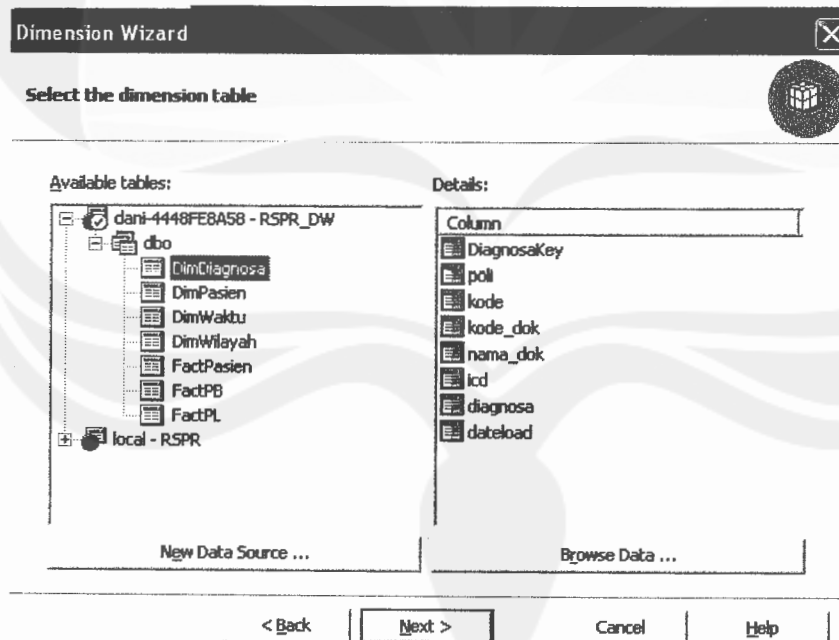 Dimension Wizard
Select the dimension table
Available tables:
dani-4448FE8A58 - RSPR_DW
dbo
DimDiagnosa
DimPasien
DimWaktu
DimWilayah
FactPasien
FactPB
FactPL
local - RSPR
New Data Source ...
Details:
Column
DiagnosaKey
poli
kode
kode_dok
nama_dok
icd
diagnosa
dateload
Browse Data ...
< Back
Next >
Cancel
Help